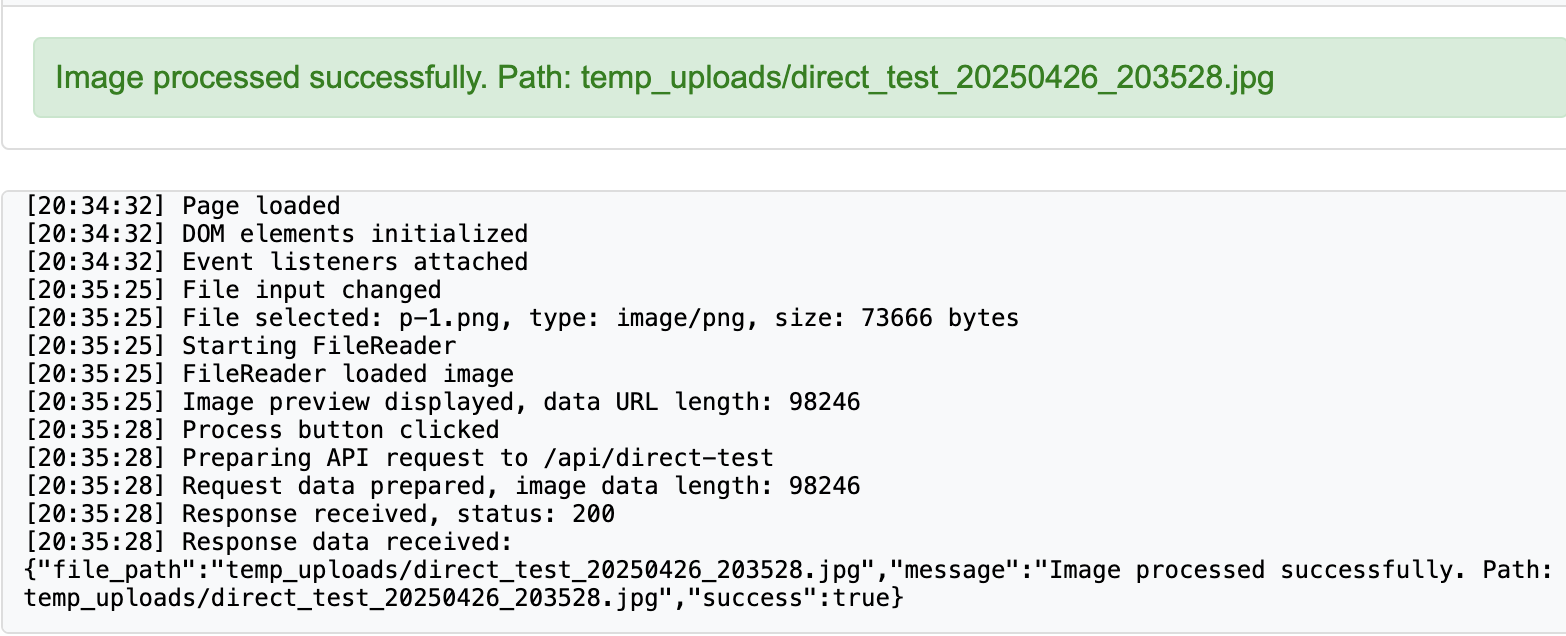 Image processed successfully. Path: temp_uploads/direct_test_20250426_203528.jpg
[20:34:32] Page loaded
[20:34:32] DOM elements initialized
[20:34:32] Event listeners attached
[20:35:25] File input changed
[20:35:25] File selected: p-1.png, type: image/png, size: 73666 bytes
[20:35:25] Starting FileReader
[20:35:25] FileReader loaded image
[20:35:25] Image preview displayed, data URL length: 98246
[20:35:28] Process button clicked
[20:35:28] Preparing API request to /api/direct-test
[20:35:28] Request data prepared, image data length: 98246
[20:35:28] Response received, status: 200
[20:35:28] Response data received:
{"file_path":"temp_uploads/direct_test_20250426_203528.jpg","message":"Image processed successfully. Path:
temp_uploads/direct_test_20250426_203528.jpg","success":true}